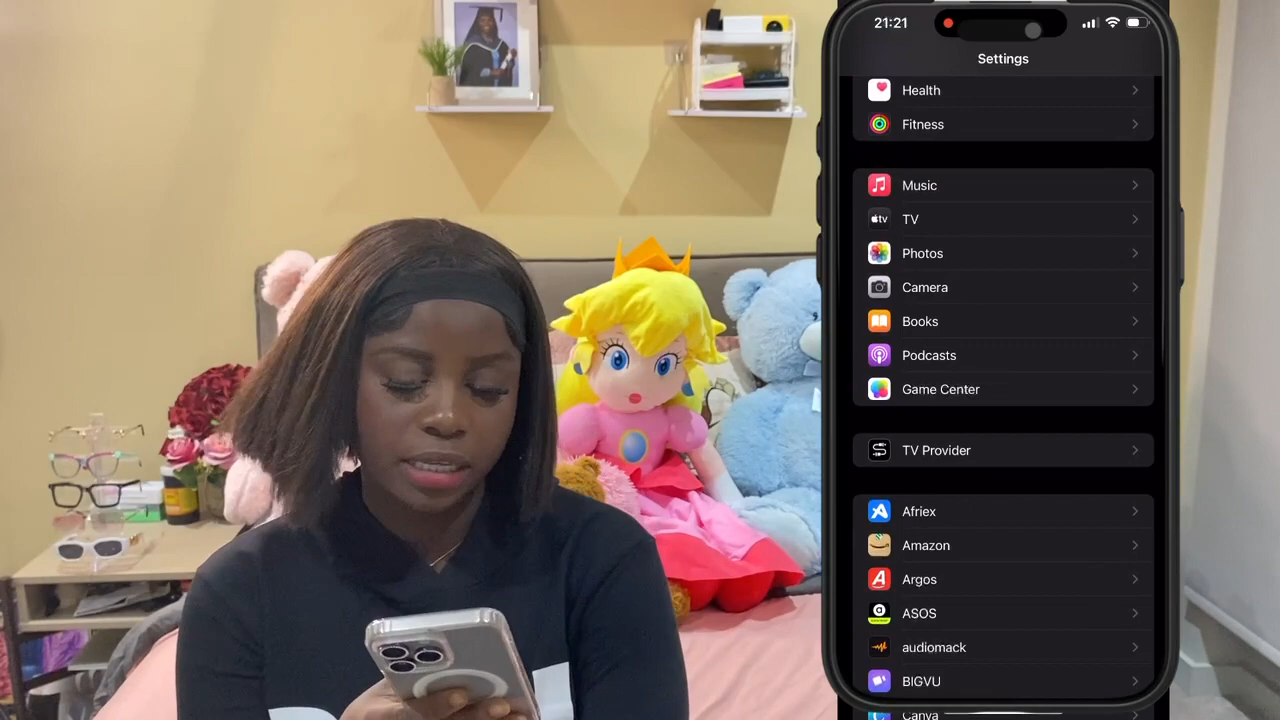 21:21
Settings
Health
Fitness
Music
TV
Photos
Camera
Books
Podcasts
Game Center
TV Provider
Afriex
Amazon
Argos
ASOS
audiomack
BIGVU
Canva